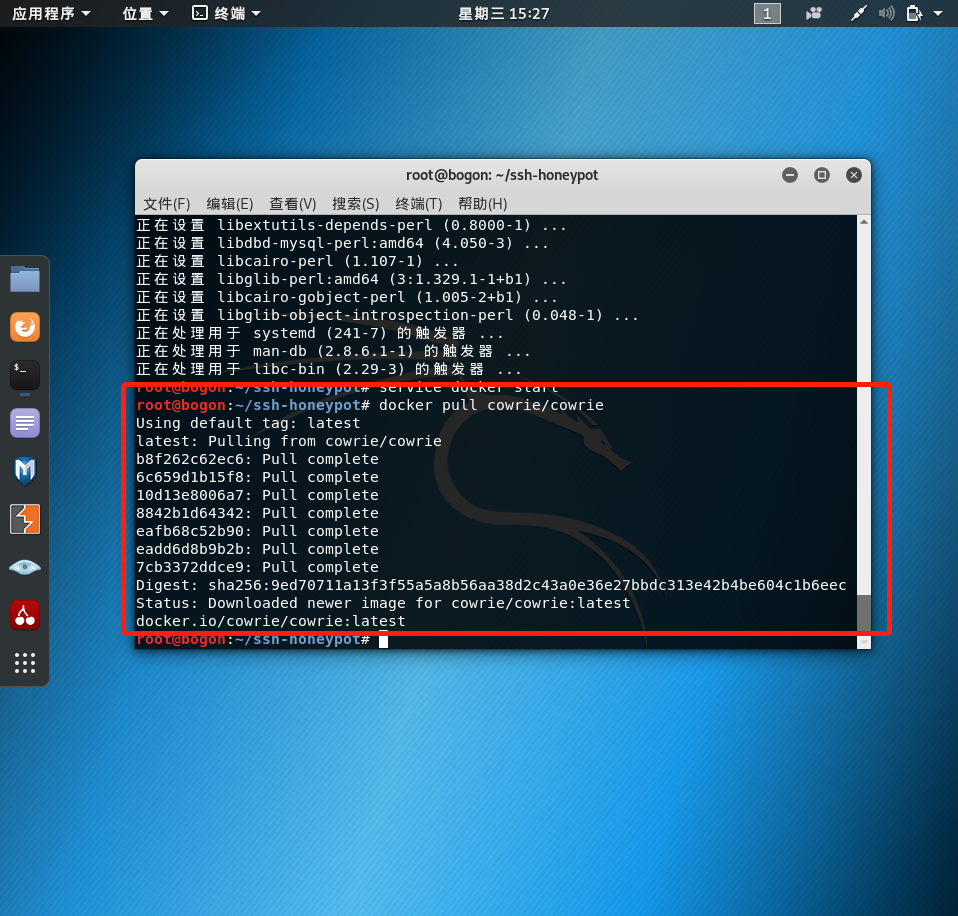 应用程序 位置 终端 星期三 15:27 1
root@bogon: ~/ssh-honeypot
文件(F) 编辑(E) 查看(V) 搜索(S) 终端(T) 帮助(H)
正在设置 libextutils-depends-perl (0.8000-1) ...
正在设置 libdbd-mysql-perl:amd64 (4.050-3) ...
正在设置 libcairo-perl (1.107-1) ...
正在设置 libglib-perl:amd64 (3:1.329.1-1+b1) ...
正在设置 libcairo-gobject-perl (1.005-2+b1) ...
正在设置 libglib-object-introspection-perl (0.048-1) ...
正在处理用于 systemd (241-7) 的触发器 ...
正在处理用于 man-db (2.8.6.1-1) 的触发器 ...
正在处理用于 libc-bin (2.29-3) 的触发器 ...
root@bogon:~/ssh-honeypot# service docker start
root@bogon:~/ssh-honeypot# docker pull cowrie/cowrie
Using default tag: latest
latest: Pulling from cowrie/cowrie
b8f262c62ec6: Pull complete
6c659d1b15f8: Pull complete
10d13e8006a7: Pull complete
8842b1d64342: Pull complete
eafb68c52b90: Pull complete
eadd6d8b9b2b: Pull complete
7cb3372ddce9: Pull complete
Digest: sha256:9ed70711a13f3f55a5a8b56aa38d2c43a0e36e27bbdc313e42b4be604c1b6eec
Status: Downloaded newer image for cowrie/cowrie:latest
docker.io/cowrie/cowrie:latest
root@bogon:~/ssh-honeypot#